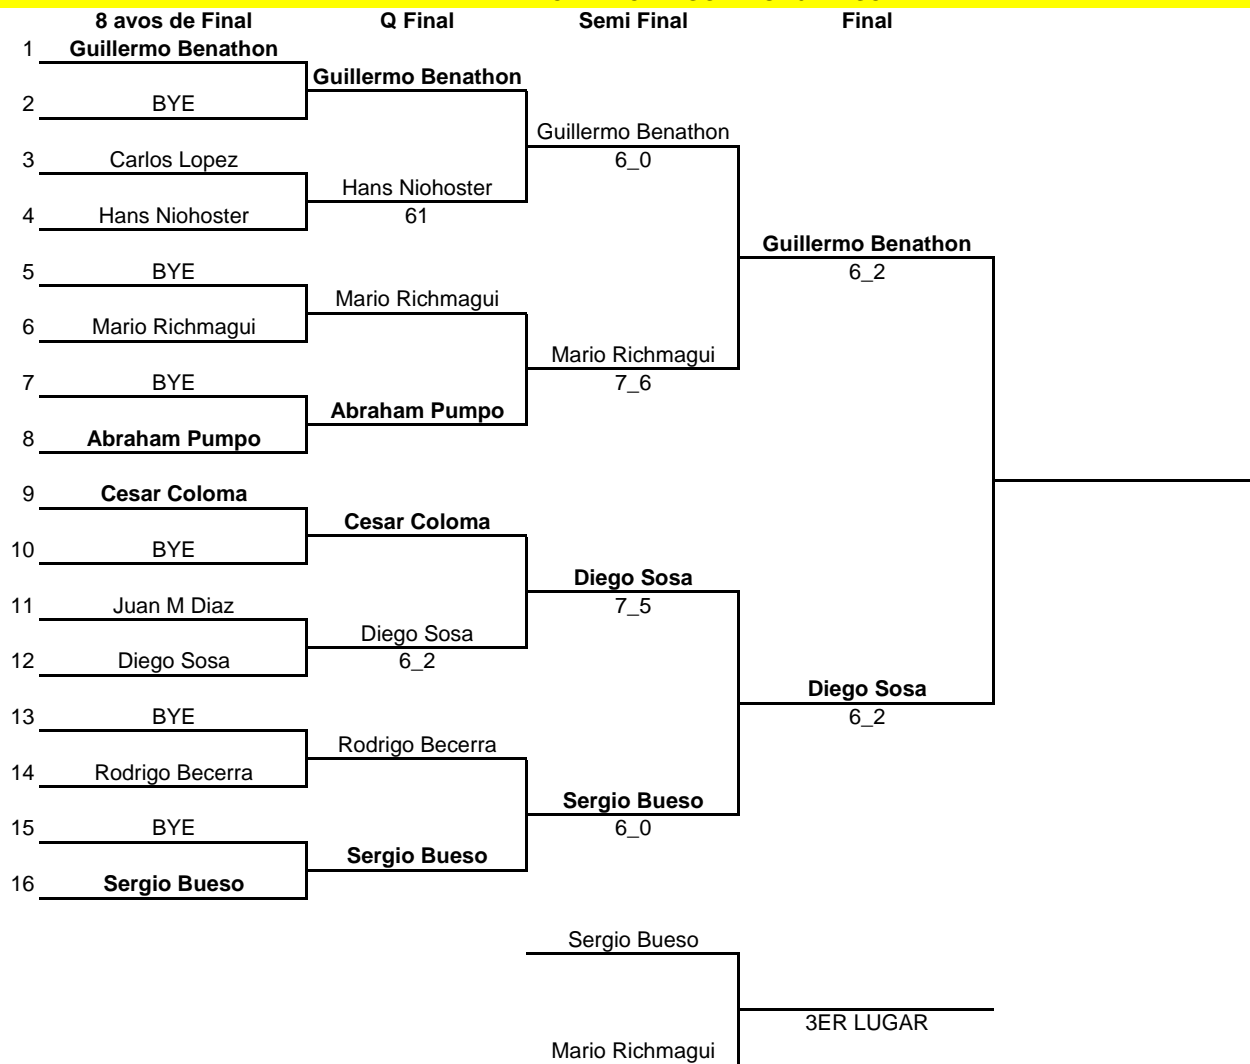 8 avos de Final Q Final Semi Final Final
1 Guillermo Benathon
Guillermo Benathon
2 BYE
Guillermo Benathon
6_0
3 Carlos Lopez
Hans Niohoster
61
4 Hans Niohoster
Guillermo Benathon
6_2
5 BYE
Mario Richmagui
6 Mario Richmagui
Mario Richmagui
7_6
7 BYE
Abraham Pumpo
8 Abraham Pumpo
9 Cesar Coloma
Cesar Coloma
10 BYE
Diego Sosa
7_5
11 Juan M Diaz
Diego Sosa
6_2
12 Diego Sosa
Diego Sosa
6_2
13 BYE
Rodrigo Becerra
14 Rodrigo Becerra
Sergio Bueso
6_0
15 BYE
Sergio Bueso
16 Sergio Bueso
Sergio Bueso
3ER LUGAR
Mario Richmagui